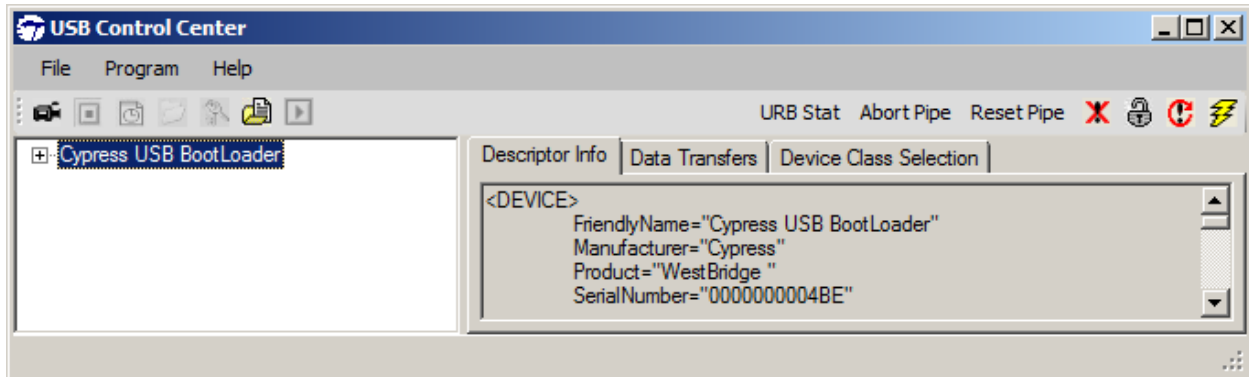 USB Control Center
File Program Help
URB Stat Abort Pipe Reset Pipe
Cypress USB BootLoader
Descriptor Info Data Transfers Device Class Selection
<DEVICE>
FriendlyName="Cypress USB BootLoader"
Manufacturer="Cypress"
Product="WestBridge "
SerialNumber="0000000004BE"